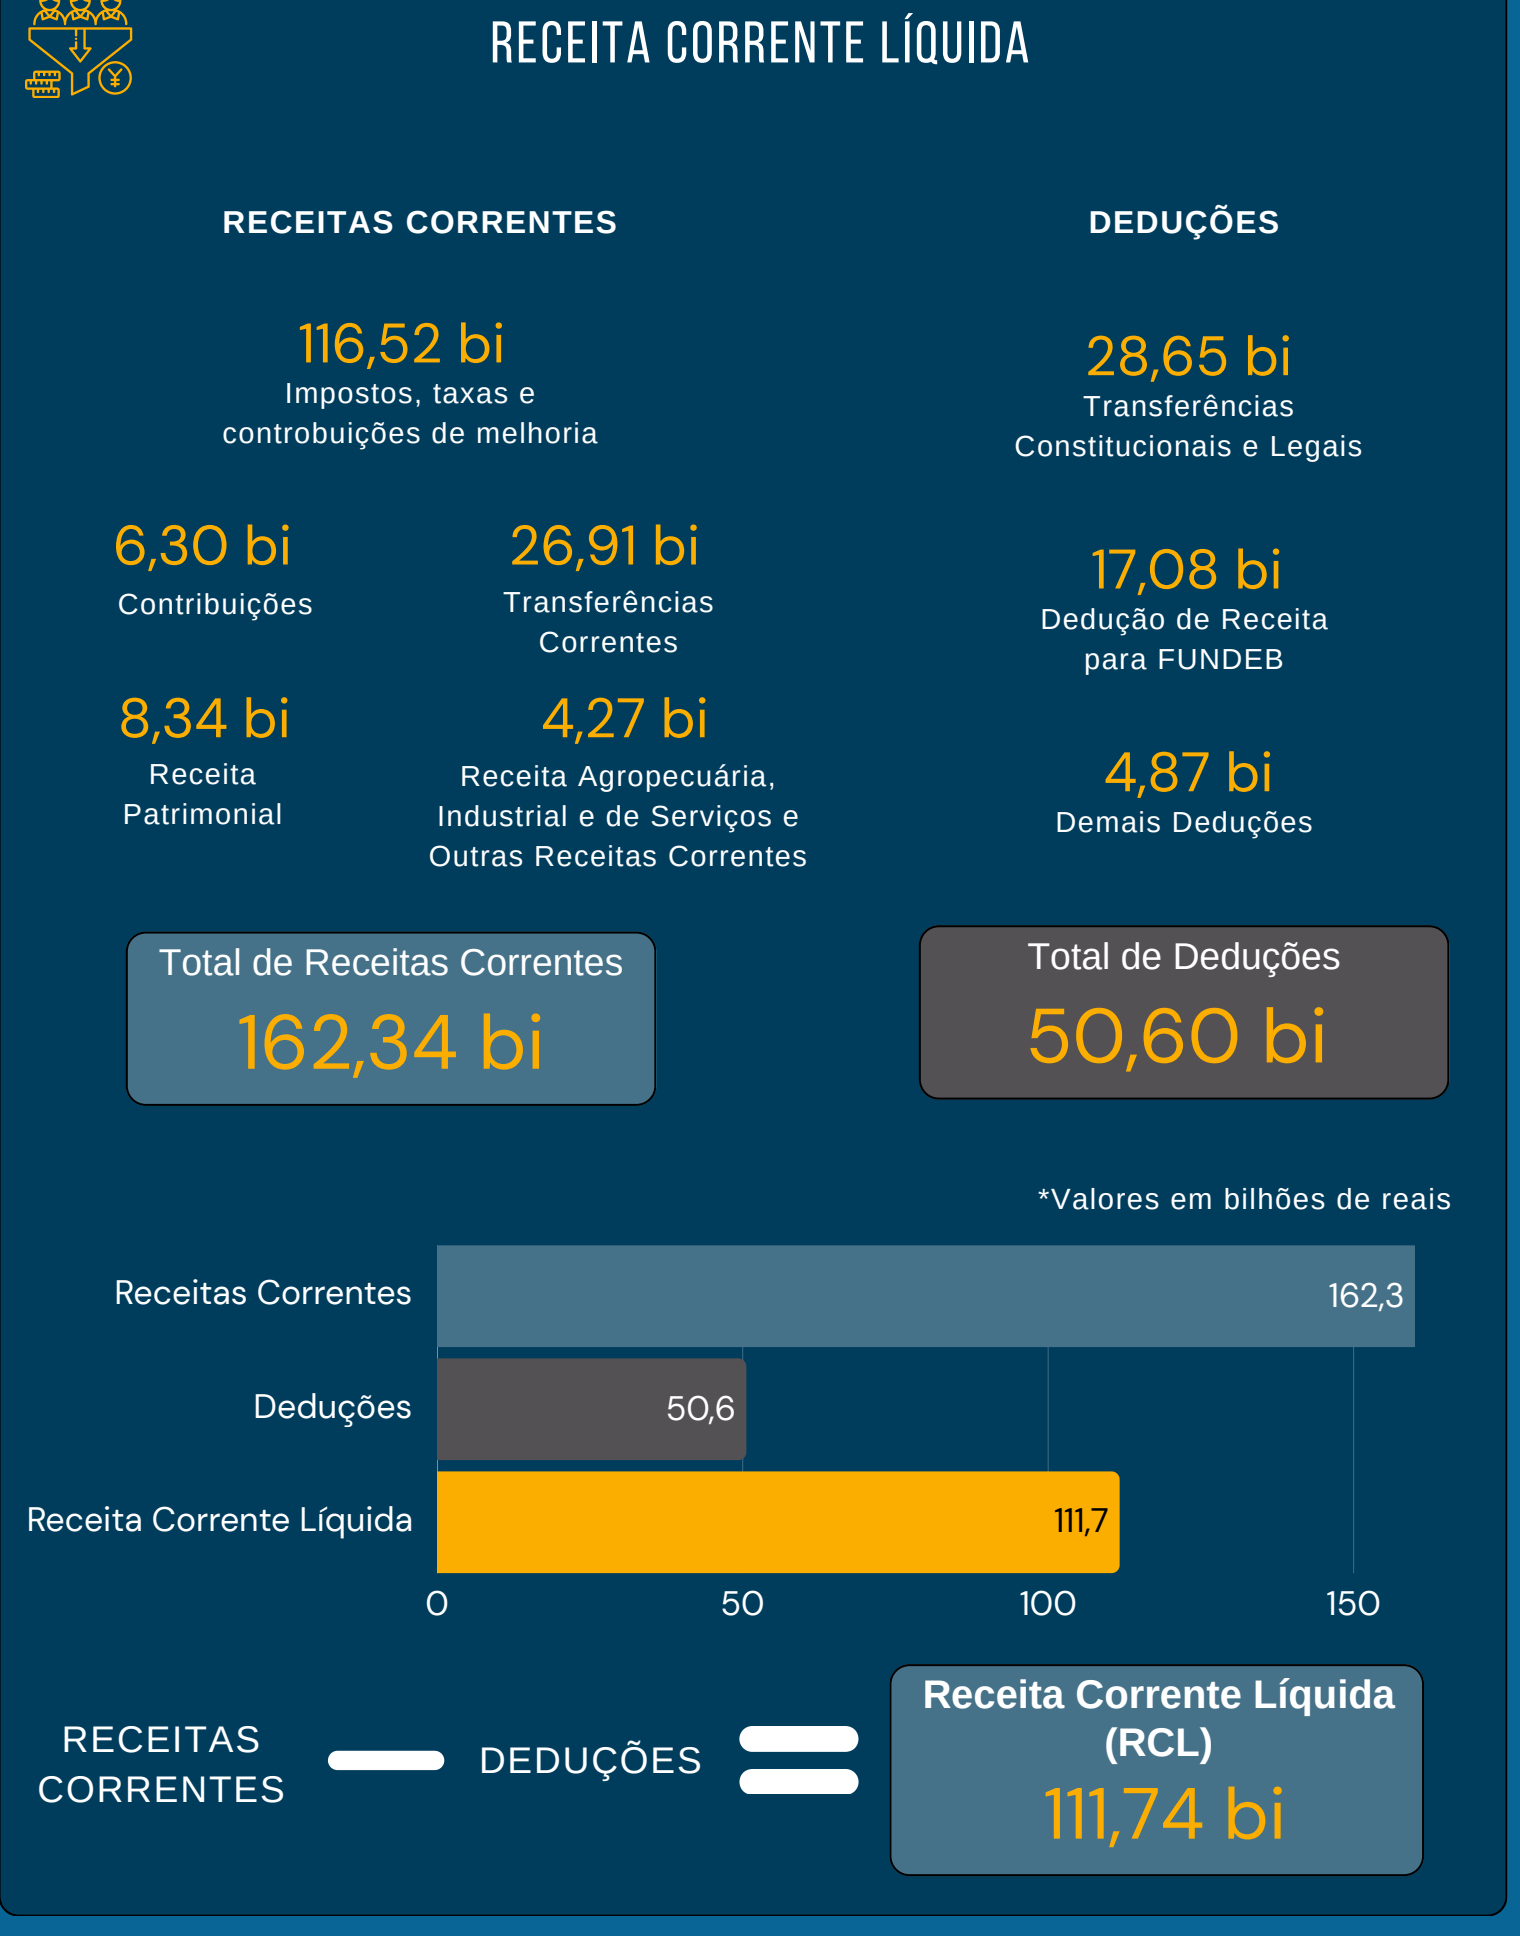 RECEITA CORRENTE LÍQUIDA
RECEITAS CORRENTES
116,52 bi
Impostos, taxas e
controbuições de melhoria
6,30 bi
Contribuições
26,91 bi
Transferências
Correntes
8,34 bi
Receita
Patrimonial
4,27 bi
Receita Agropecuária,
Industrial e de Serviços e
Outras Receitas Correntes
Total de Receitas Correntes
162,34 bi
DEDUÇÕES
28,65 bi
Transferências
Constitucionais e Legais
17,08 bi
Dedução de Receita
para FUNDEB
4,87 bi
Demais Deduções
Total de Deduções
50,60 bi
*Valores em bilhões de reais
Receitas Correntes
162,3
Deduções
50,6
Receita Corrente Líquida
111,7
0 50 100 150
RECEITAS
CORRENTES
DEDUÇÕES
Receita Corrente Líquida
(RCL)
111,74 bi